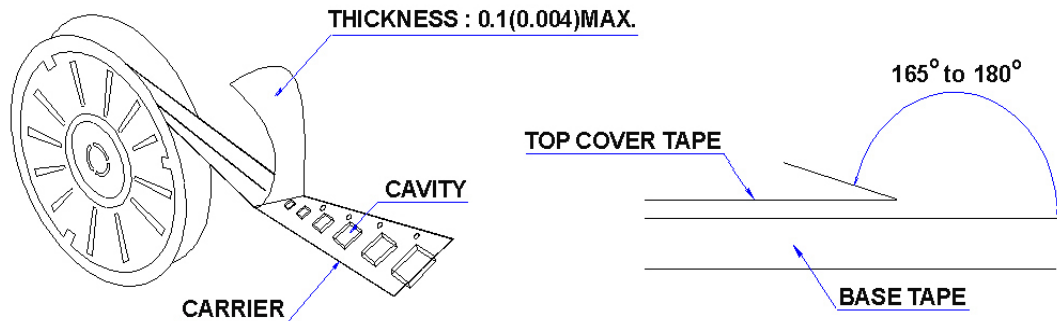 THICKNESS : 0.1(0.004)MAX.
165° to 180°
TOP COVER TAPE
CAVITY
CARRIER
BASE TAPE